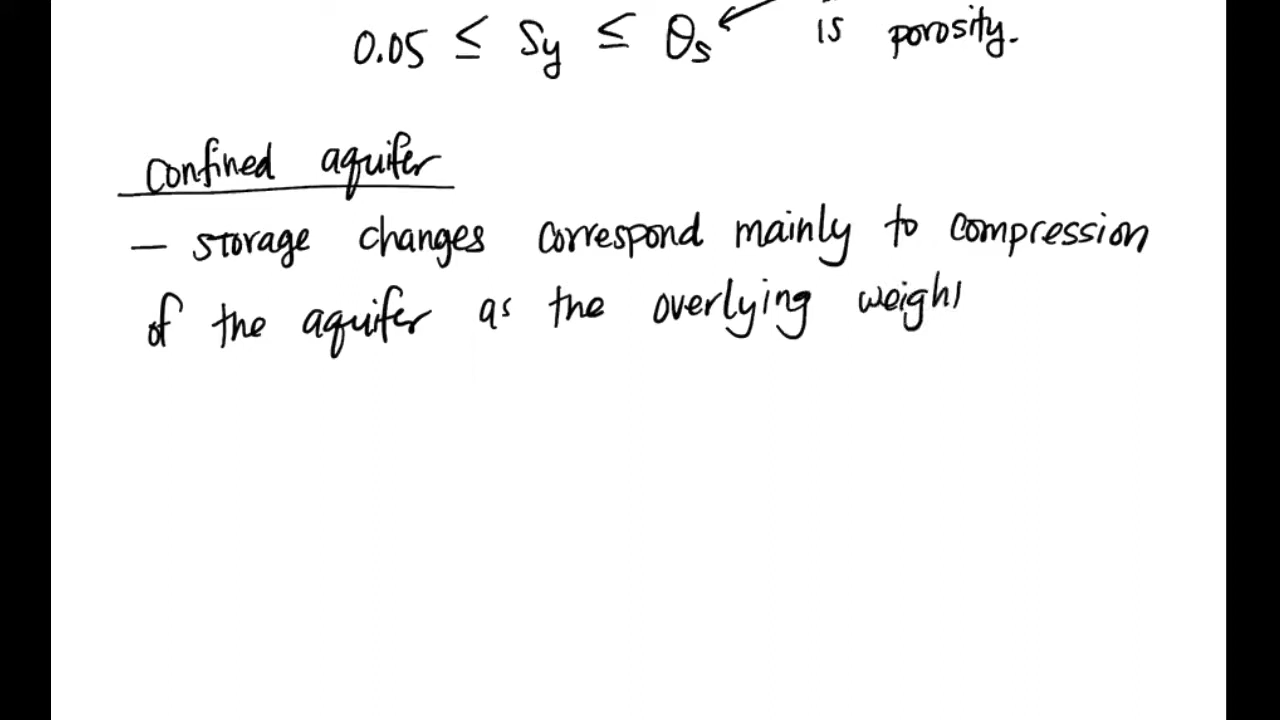 0.05 ≤ Sy ≤ θs ← is porosity.
Confined aquifer
— storage changes correspond mainly to compression
of the aquifer as the overlying weigh